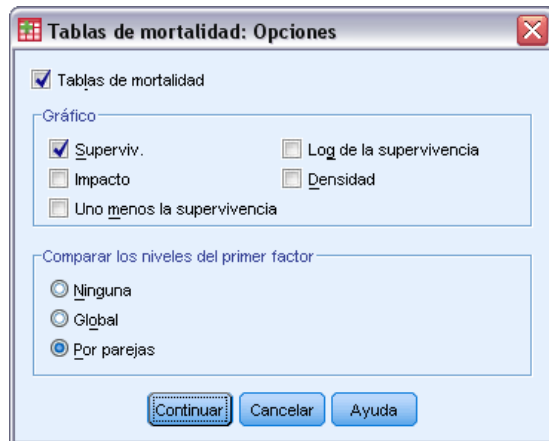 Tablas de mortalidad: Opciones
Tablas de mortalidad
Gráfico
Superviv.
Log de la supervivencia
Impacto
Densidad
Uno menos la supervivencia
Comparar los niveles del primer factor
Ninguna
Global
Por parejas
Continuar
Cancelar
Ayuda